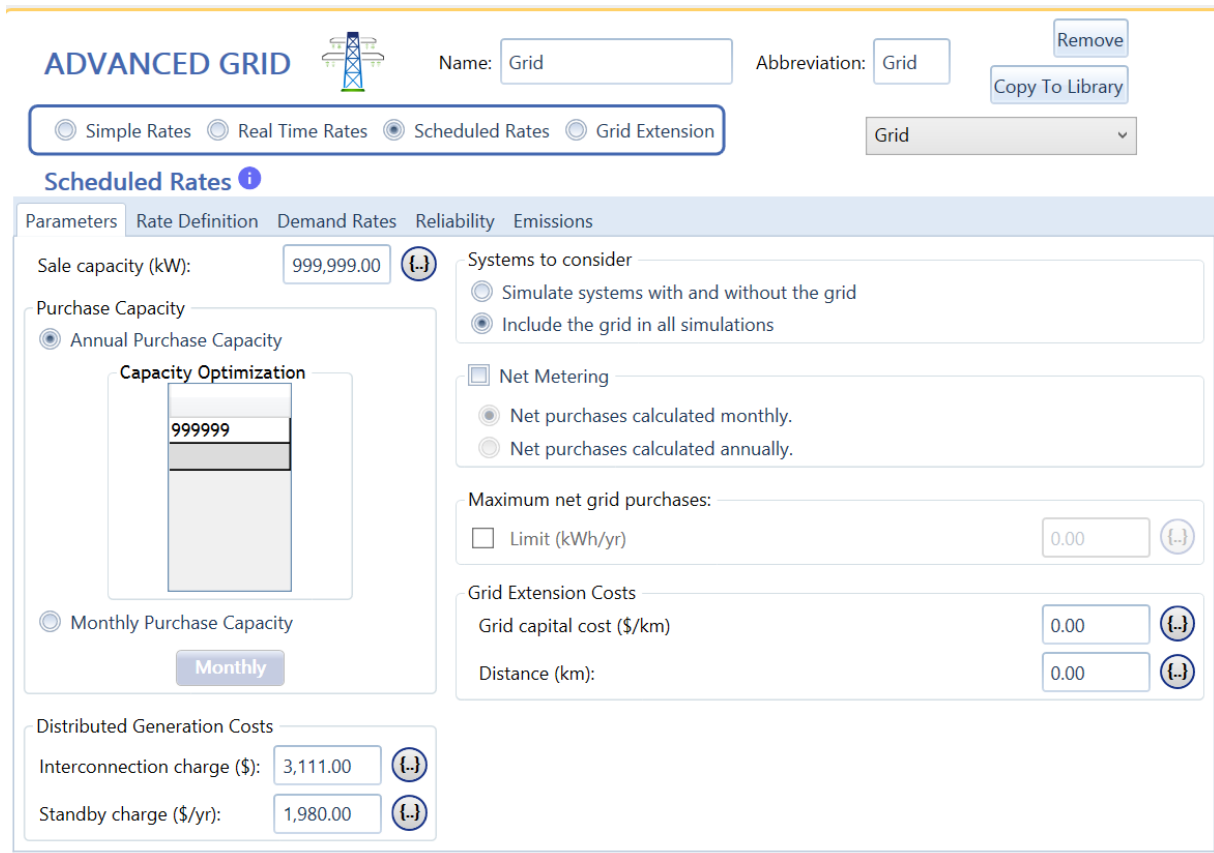 ADVANCED GRID
Name: Grid
Abbreviation: Grid
Remove
Copy To Library
Simple Rates Real Time Rates Scheduled Rates Grid Extension
Grid
Scheduled Rates i
Parameters Rate Definition Demand Rates Reliability Emissions
Sale capacity (kW): 999,999.00 {..}
Purchase Capacity
Annual Purchase Capacity
Capacity Optimization
999999
Monthly Purchase Capacity
Monthly
Distributed Generation Costs
Interconnection charge ($): 3,111.00 {..}
Standby charge ($/yr): 1,980.00 {..}
Systems to consider
Simulate systems with and without the grid
Include the grid in all simulations
Net Metering
Net purchases calculated monthly.
Net purchases calculated annually.
Maximum net grid purchases:
Limit (kWh/yr) 0.00 {..}
Grid Extension Costs
Grid capital cost ($/km) 0.00 {..}
Distance (km): 0.00 {..}